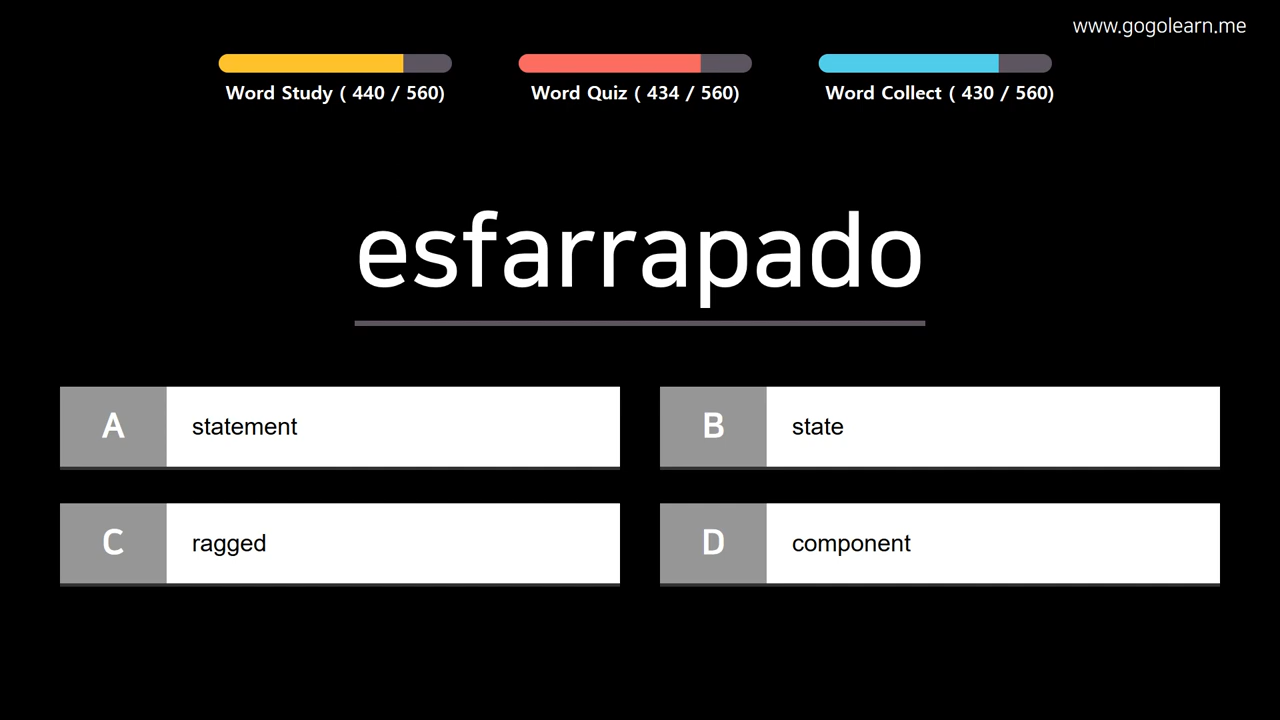 www.gogolearn.me
Word Study ( 440 / 560)
Word Quiz ( 434 / 560)
Word Collect ( 430 / 560)
esfarrapado
A statement
B state
C ragged
D component